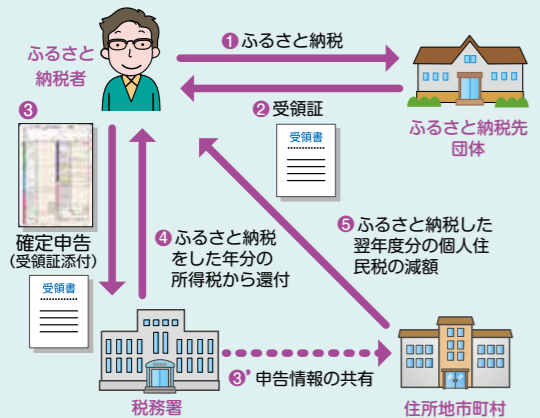 ふるさと
納税者
❶ふるさと納税
❷受領証
受領書
ふるさと納税先
団体
❸
確定申告
(受領証添付)
受領書
❹ふるさと納税
をした年分の
所得税から還付
❺ふるさと納税した
翌年度分の個人住
民税の減額
❸'申告情報の共有
税務署
住所地市町村